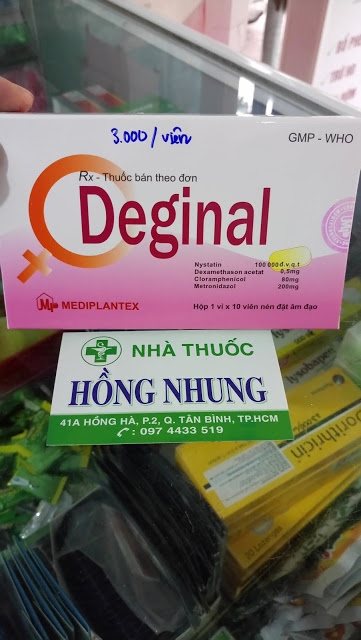 3.000/viên
GMP - WHO
Rx - Thuốc bán theo đơn
Deginal
Nystatin 100 000 đ.v.q.t
Dexamethason acetat 0,5mg
Cloramphenicol 80mg
Metronidazol 200mg
MEDIPLANTEX
Hộp 1 vỉ x 10 viên nén đặt âm đạo
NHÀ THUỐC
HỒNG NHUNG
41A HỒNG HÀ, P.2, Q. TÂN BÌNH, TP.HCM
: 097 4433 519